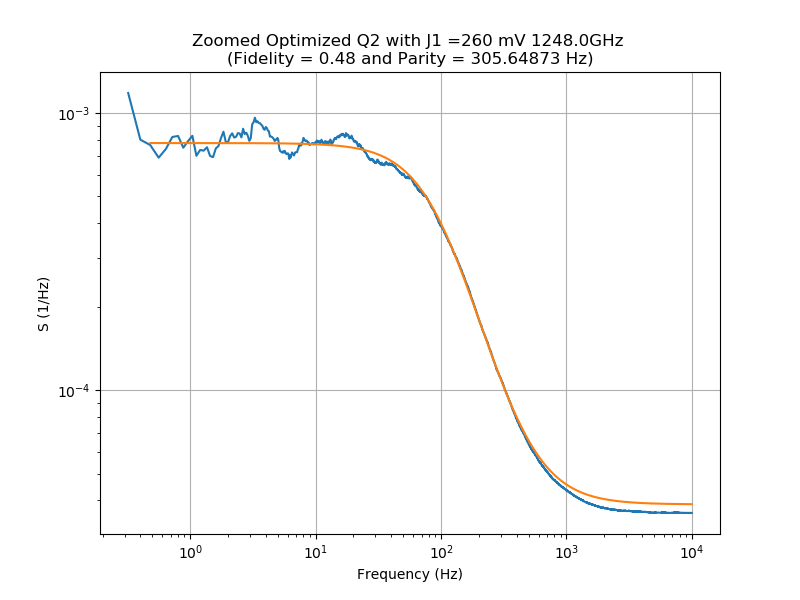 Zoomed Optimized Q2 with J1 =260 mV 1248.0GHz
(Fidelity = 0.48 and Parity = 305.64873 Hz)
10⁻³
10⁻⁴
S (1/Hz)
10⁰ 10¹ 10² 10³ 10⁴
Frequency (Hz)